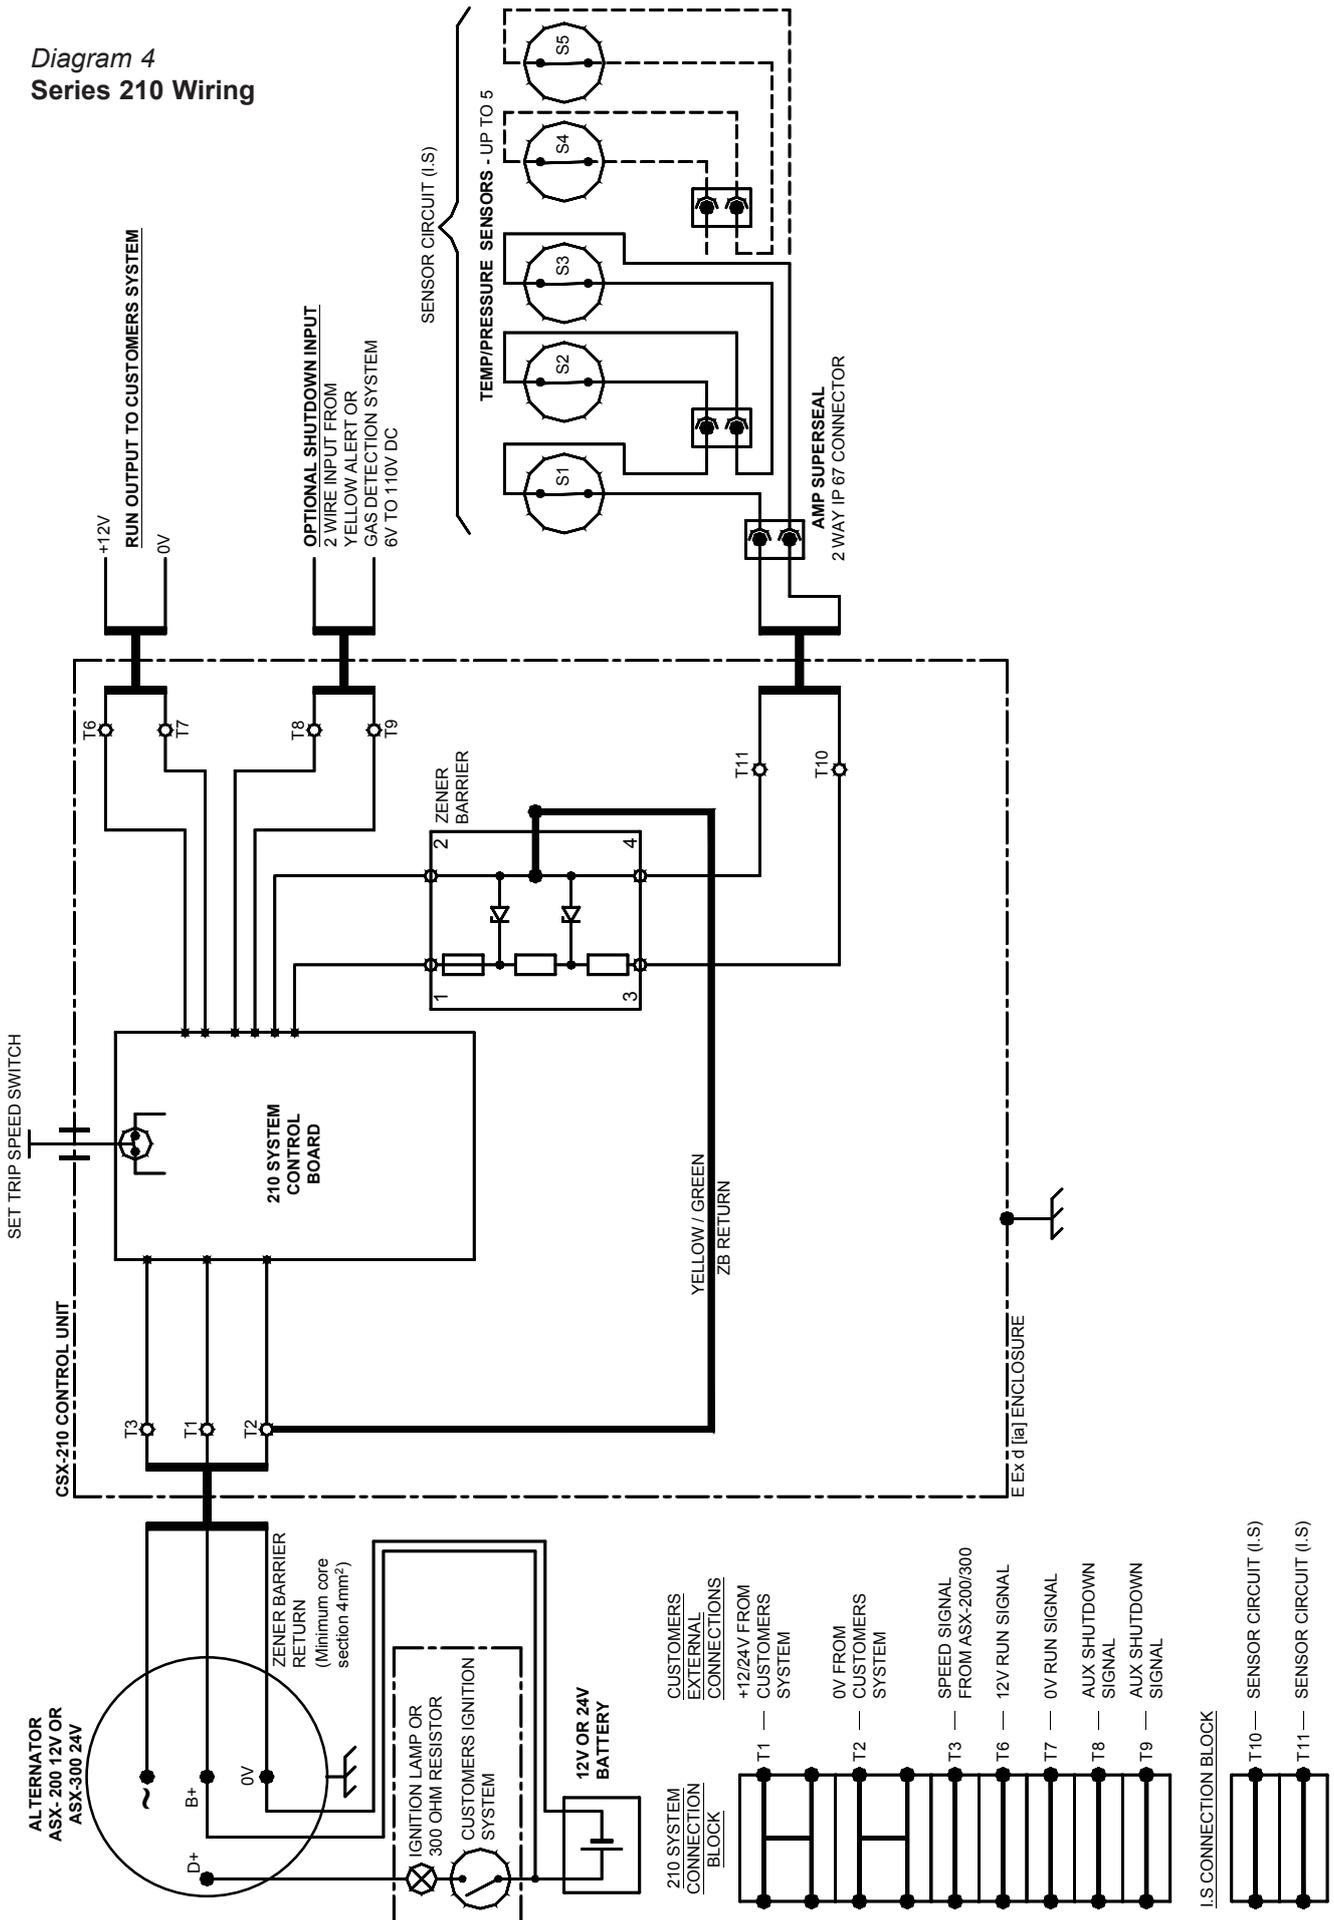 Diagram 4
Series 210 Wiring
SET TRIP SPEED SWITCH
CSX-210 CONTROL UNIT
ALTERNATOR
ASX- 200 12V OR
ASX-300 24V
~
B+
D+
0V
ZENER BARRIER
RETURN
(Minimum core
section 4mm²)
IGNITION LAMP OR
300 OHM RESISTOR
CUSTOMERS IGNITION
SYSTEM
12V OR 24V
BATTERY
T3
T1
T2
210 SYSTEM
CONTROL
BOARD
YELLOW / GREEN
ZB RETURN
E Ex d [ia] ENCLOSURE
ZENER
BARRIER
1
2
3
4
T6
T7
T8
T9
T11
T10
+12V
RUN OUTPUT TO CUSTOMERS SYSTEM
0V
OPTIONAL SHUTDOWN INPUT
2 WIRE INPUT FROM
YELLOW ALERT OR
GAS DETECTION SYSTEM
6V TO 110V DC
SENSOR CIRCUIT (I.S)
TEMP/PRESSURE SENSORS - UP TO 5
S1
S2
S3
S4
S5
AMP SUPERSEAL
2 WAY IP 67 CONNECTOR
210 SYSTEM
CONNECTION
BLOCK
CUSTOMERS
EXTERNAL
CONNECTIONS
T1 — +12/24V FROM
CUSTOMERS
SYSTEM
T2 — 0V FROM
CUSTOMERS
SYSTEM
T3 — SPEED SIGNAL
FROM ASX-200/300
T6 — 12V RUN SIGNAL
T7 — 0V RUN SIGNAL
T8 — AUX SHUTDOWN
SIGNAL
T9 — AUX SHUTDOWN
SIGNAL
I.S CONNECTION BLOCK
T10 — SENSOR CIRCUIT (I.S)
T11 — SENSOR CIRCUIT (I.S)